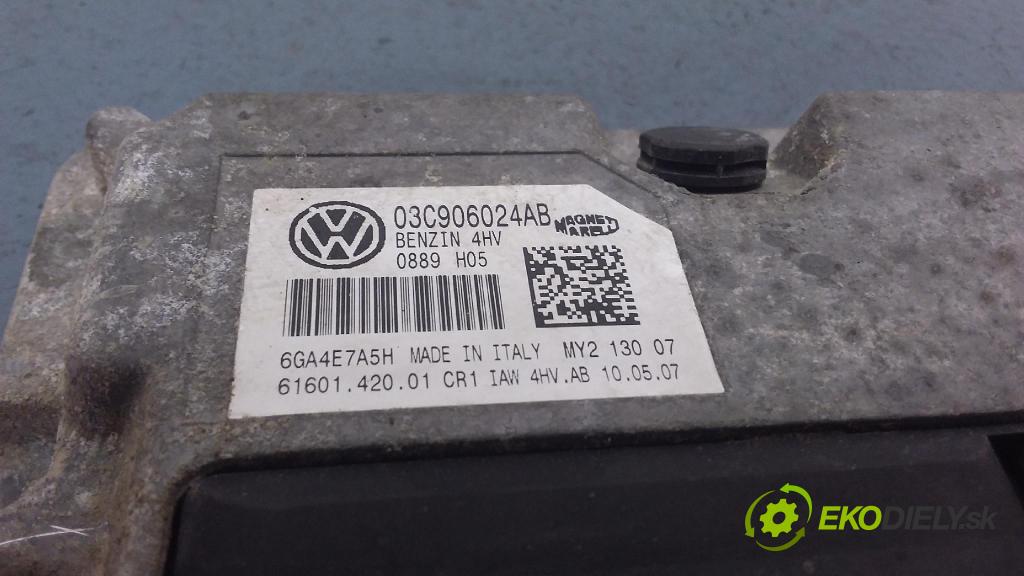 03C906024AB
MAGNETI
MARELLI
BENZIN 4HV
0889 H05
6GA4E7A5H MADE IN ITALY MY2 130 07
61601.420.01 CR1 IAW 4HV.AB 10.05.07
EKODIELY.sk